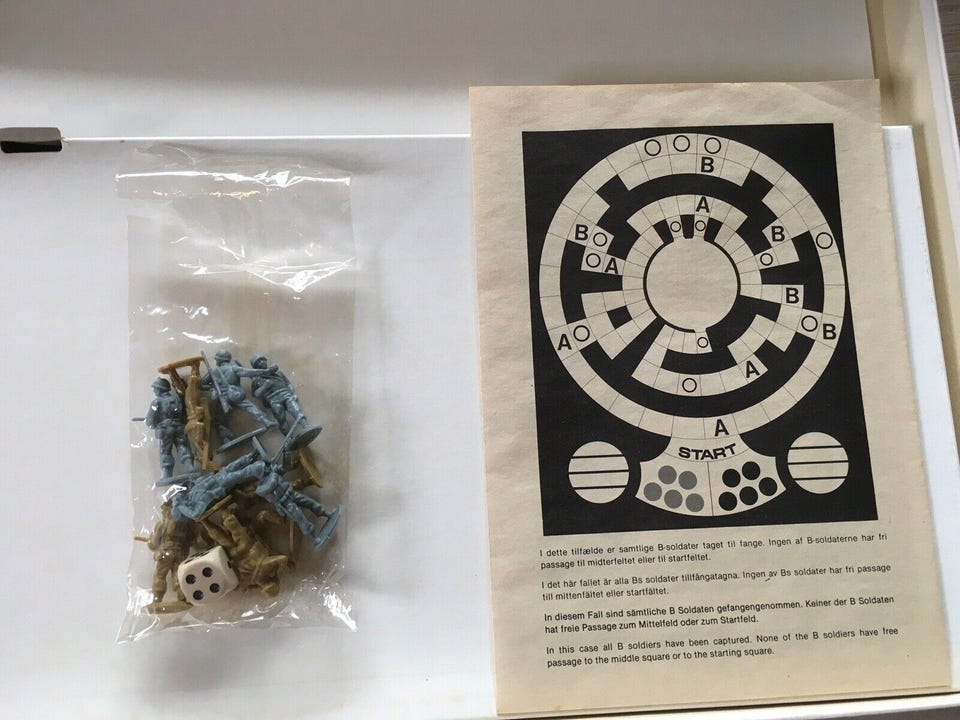 B
A
B
B
A
B
A
B
A
A
START
I dette tilfælde er samtlige B-soldater taget til fange. Ingen af B-soldaterne har fri
passage til midterfeltet eller til startfeltet.
I det här fallet är alla Bs soldater tillfångatagna. Ingen av Bs soldater har fri passage
till mittenfältet eller startfältet.
In diesem Fall sind sämtliche B Soldaten gefangengenommen. Keiner der B Soldaten
hat freie Passage zum Mittelfeld oder zum Startfeld.
In this case all B soldiers have been captured. None of the B soldiers have free
passage to the middle square or to the starting square.